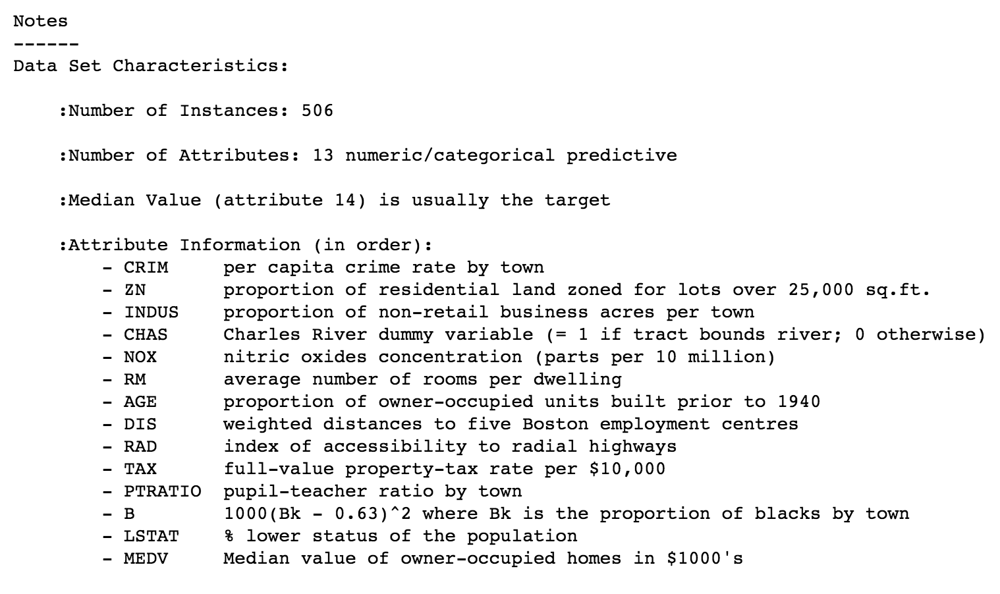 Notes
------
Data Set Characteristics:
:Number of Instances: 506
:Number of Attributes: 13 numeric/categorical predictive
:Median Value (attribute 14) is usually the target
:Attribute Information (in order):
- CRIM     per capita crime rate by town
- ZN       proportion of residential land zoned for lots over 25,000 sq.ft.
- INDUS    proportion of non-retail business acres per town
- CHAS     Charles River dummy variable (= 1 if tract bounds river; 0 otherwise)
- NOX      nitric oxides concentration (parts per 10 million)
- RM       average number of rooms per dwelling
- AGE      proportion of owner-occupied units built prior to 1940
- DIS      weighted distances to five Boston employment centres
- RAD      index of accessibility to radial highways
- TAX      full-value property-tax rate per $10,000
- PTRATIO  pupil-teacher ratio by town
- B        1000(Bk - 0.63)^2 where Bk is the proportion of blacks by town
- LSTAT    % lower status of the population
- MEDV     Median value of owner-occupied homes in $1000's